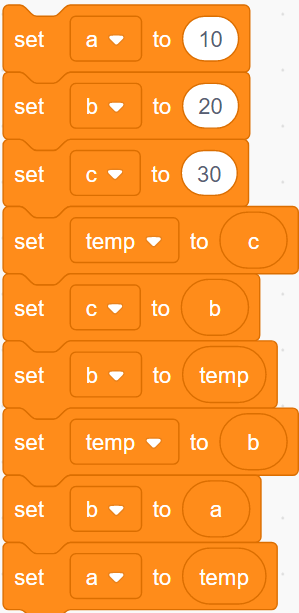 set a to 10
set b to 20
set c to 30
set temp to c
set c to b
set b to temp
set temp to b
set b to a
set a to temp